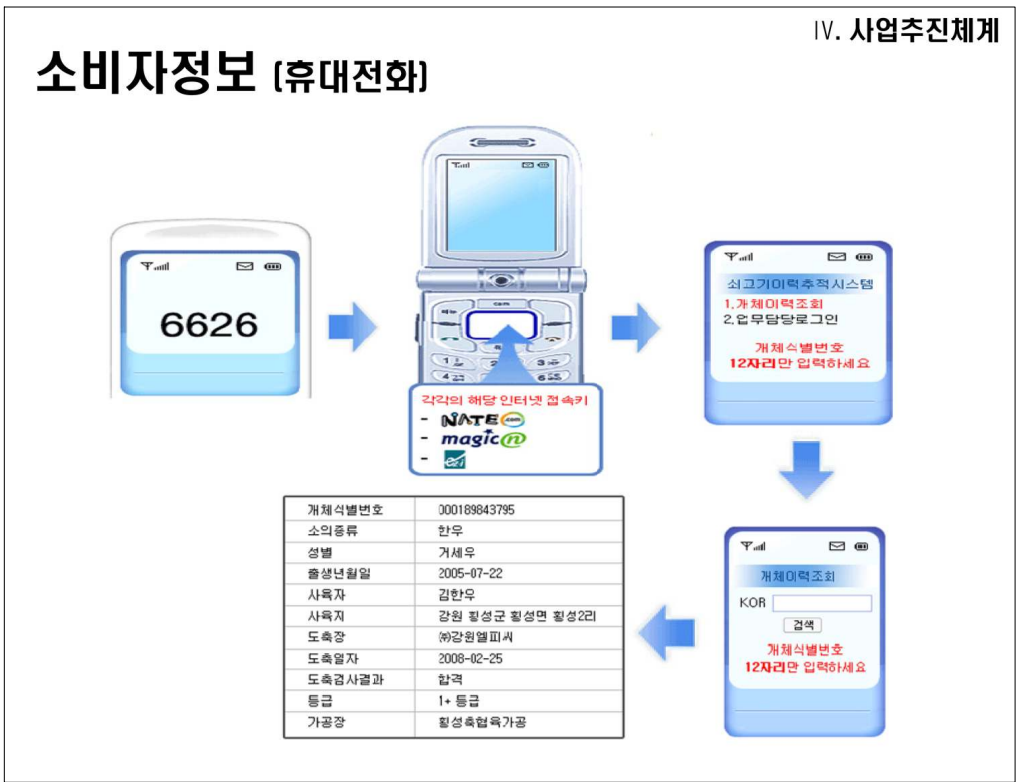 IV. 사업추진체계
소비자정보 (휴대전화)
6626
각각의 해당 인터넷 접속키
- NATE.com
- magicⓝ
- ez-i
쇠고기이력추적시스템
1.개체이력조회
2.업무담당로그인
개체식별번호
12자리만 입력하세요
개체이력조회
KOR
검색
개체식별번호
12자리만 입력하세요
개체식별번호 000189843795
소의종류 한우
성별 거세우
출생년월일 2005-07-22
사육자 김한우
사육지 강원 횡성군 횡성면 횡성2리
도축장 ㈜강원엘피씨
도축일자 2008-02-25
도축검사결과 합격
등급 1+ 등급
가공장 횡성축협육가공